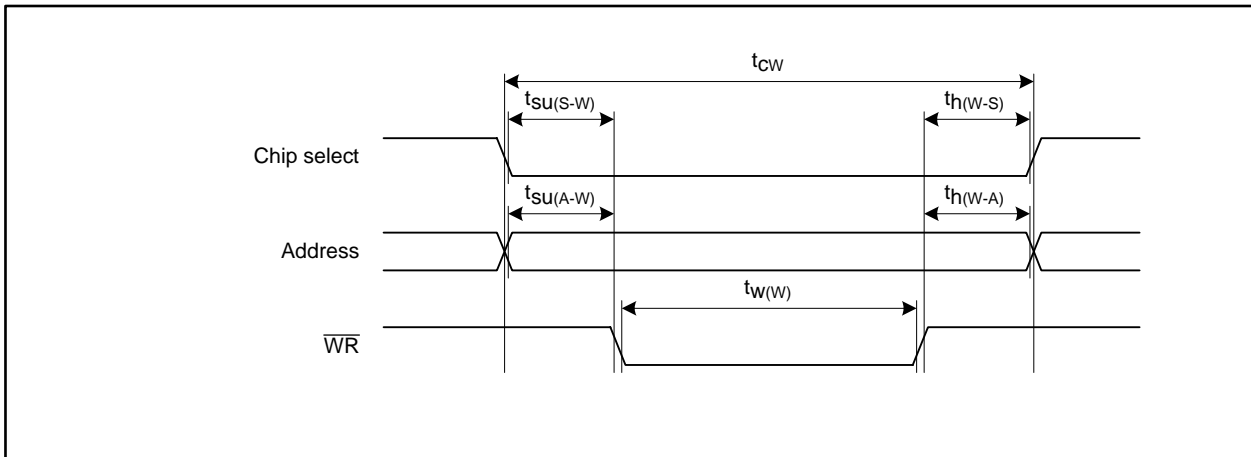 tcw
tsu(S-W)
th(W-S)
Chip select
tsu(A-W)
th(W-A)
Address
tw(W)
WR